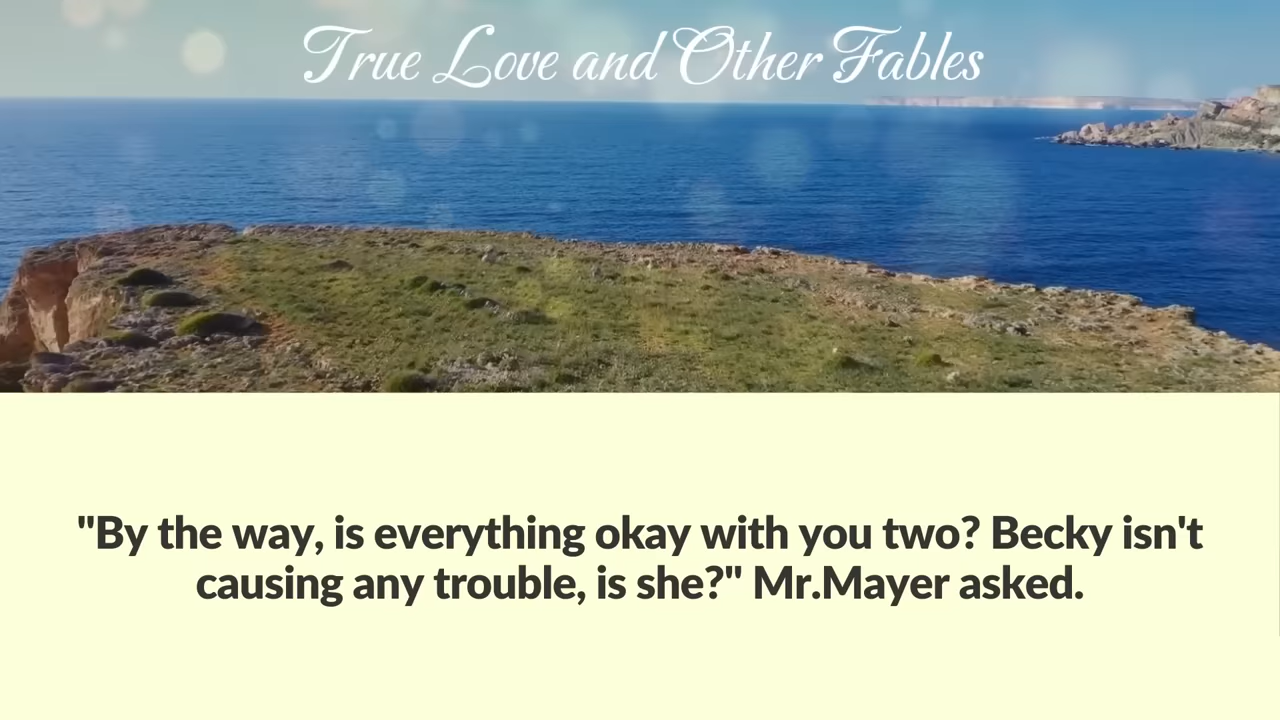 True Love and Other Fables
"By the way, is everything okay with you two? Becky isn't
causing any trouble, is she?" Mr.Mayer asked.